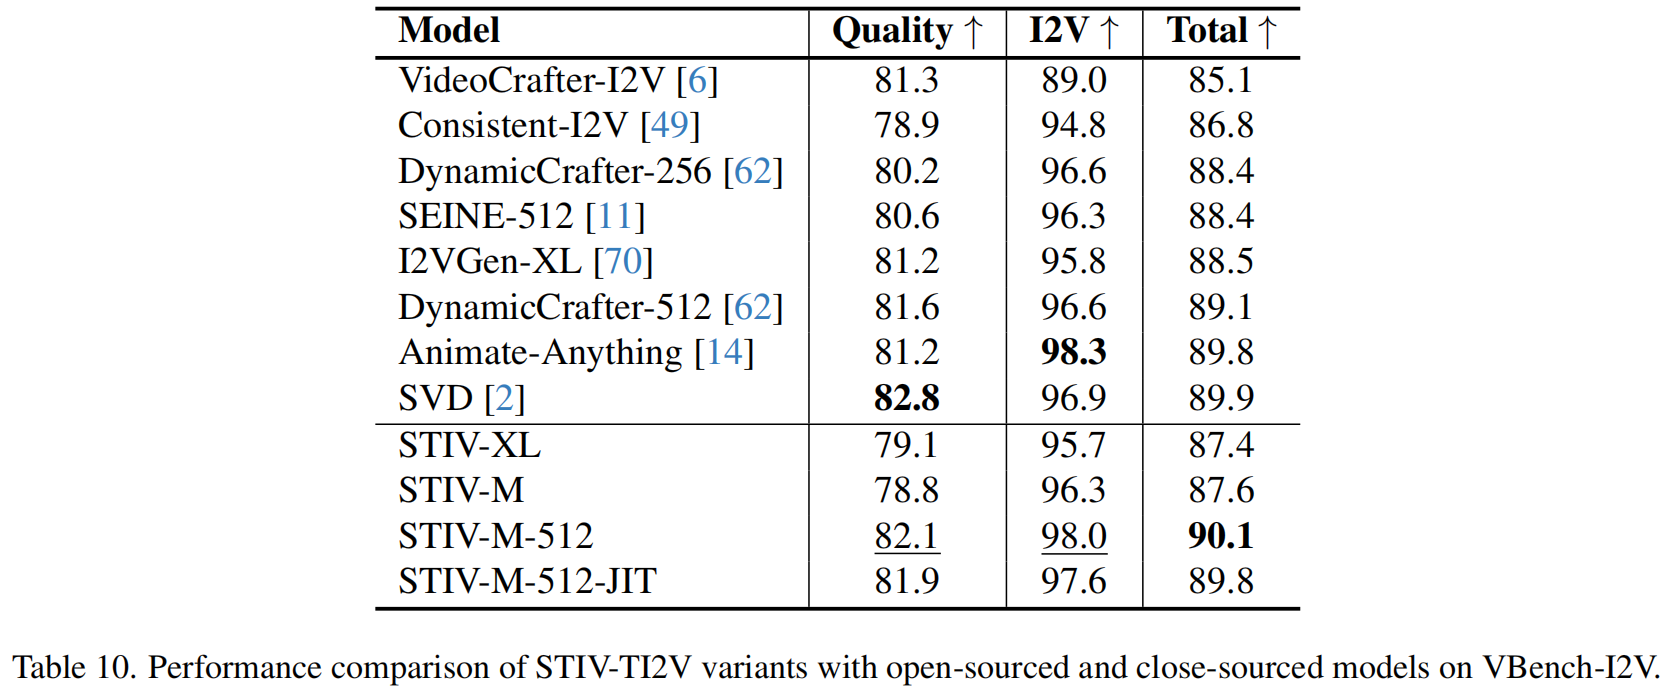 Model Quality ↑ I2V ↑ Total ↑
VideoCrafter-I2V [6] 81.3 89.0 85.1
Consistent-I2V [49] 78.9 94.8 86.8
DynamicCrafter-256 [62] 80.2 96.6 88.4
SEINE-512 [11] 80.6 96.3 88.4
I2VGen-XL [70] 81.2 95.8 88.5
DynamicCrafter-512 [62] 81.6 96.6 89.1
Animate-Anything [14] 81.2 98.3 89.8
SVD [2] 82.8 96.9 89.9
STIV-XL 79.1 95.7 87.4
STIV-M 78.8 96.3 87.6
STIV-M-512 82.1 98.0 90.1
STIV-M-512-JIT 81.9 97.6 89.8
Table 10. Performance comparison of STIV-TI2V variants with open-sourced and close-sourced models on VBench-I2V.